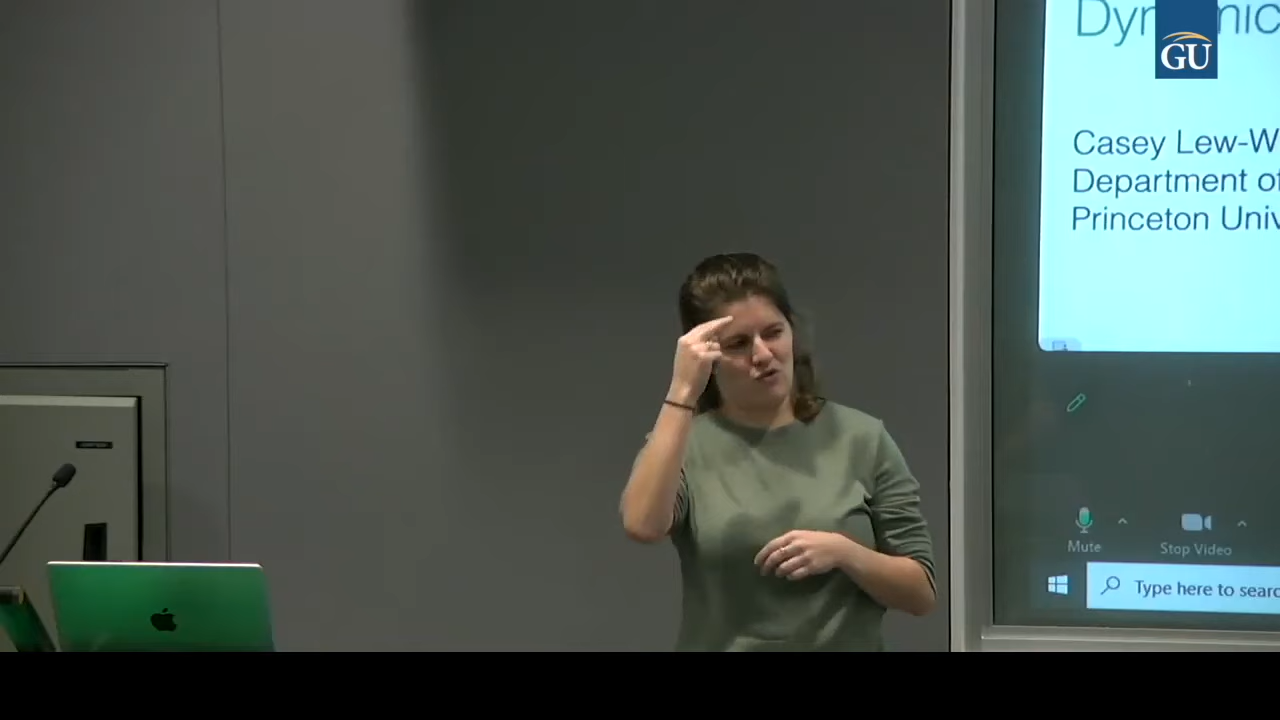 GU
Casey Lew-W
Department of
Princeton Univ
Mute
Stop Video
Type here to searc